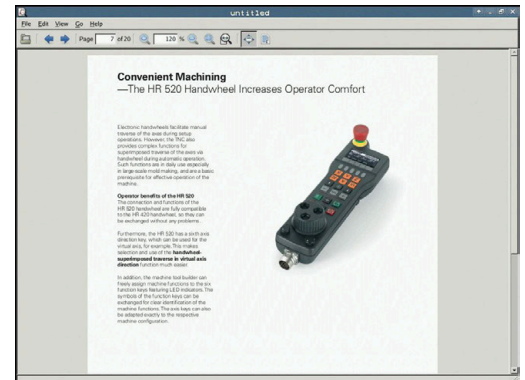 untitled
File Edit View Go Help
Page 7 of 20 120 %
Convenient Machining
—The HR 520 Handwheel Increases Operator Comfort
Electronic handwheels facilitate manual
traverse of the axes during setup
operations. However, the TNC also
provides complex functions for
superimposed traverse of the axes via
handwheel during automatic operation.
Such functions are in daily use especially
in large-scale mold making, and are a basic
prerequisite for effective operation of the
machine.
Operator benefits of the HR 520
The connection and functions of the
HR 520 handwheel are fully compatible
to the HR 420 handwheel, so they can
be exchanged without any problems.
Furthermore, the HR 520 has a sixth axis
direction key, which can be used for the
virtual axis, for example. This makes
selection and use of the handwheel-
superimposed traverse in virtual axis
direction function much easier.
In addition, the machine tool builder can
freely assign machine functions to the six
function keys featuring LED indicators. The
symbols of the function keys can be
exchanged for clear identification of the
machine functions. The axis keys can also
be adapted exactly to the respective
machine configuration.